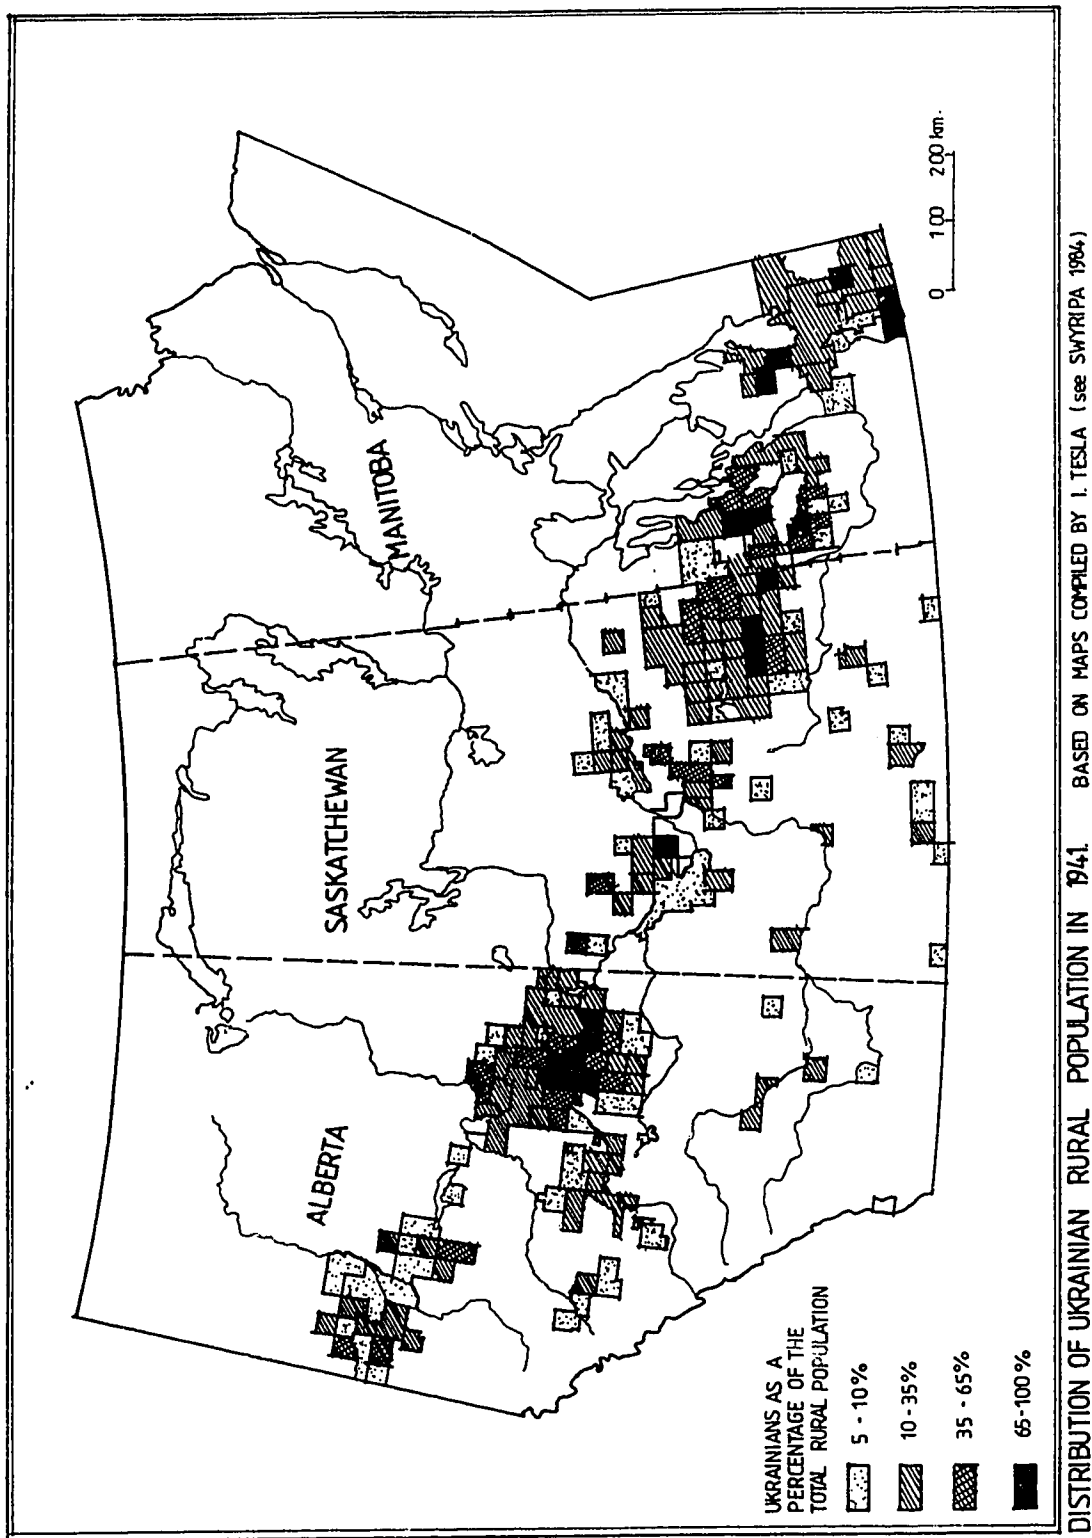 MANITOBA
SASKATCHEWAN
ALBERTA
0 100 200 km.
UKRAINIANS AS A
PERCENTAGE OF THE
TOTAL RURAL POPULATION
5 - 10 %
10 - 35%
35 - 65%
65-100 %
DISTRIBUTION OF UKRAINIAN RURAL POPULATION IN 1941. BASED ON MAPS COMPILED BY I. TESLA (see SWYRIPA 1984)